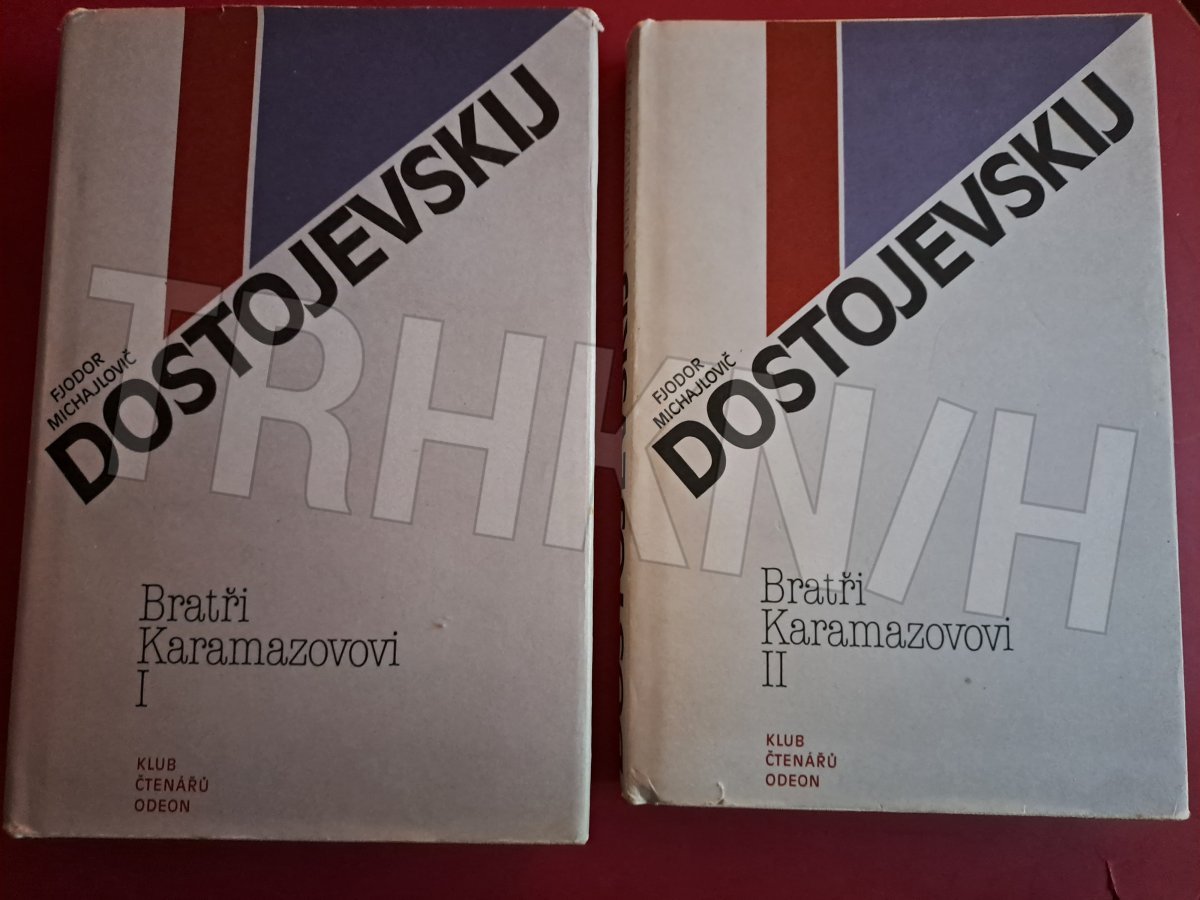 FJODOR
MICHAJLOVIČ
DOSTOJEVSKIJ
Bratři
Karamazovovi
I
KLUB
ČTENÁŘŮ
ODEON
FJODOR
MICHAJLOVIČ
DOSTOJEVSKIJ
Bratři
Karamazovovi
II
KLUB
ČTENÁŘŮ
ODEON
TRHKNIH